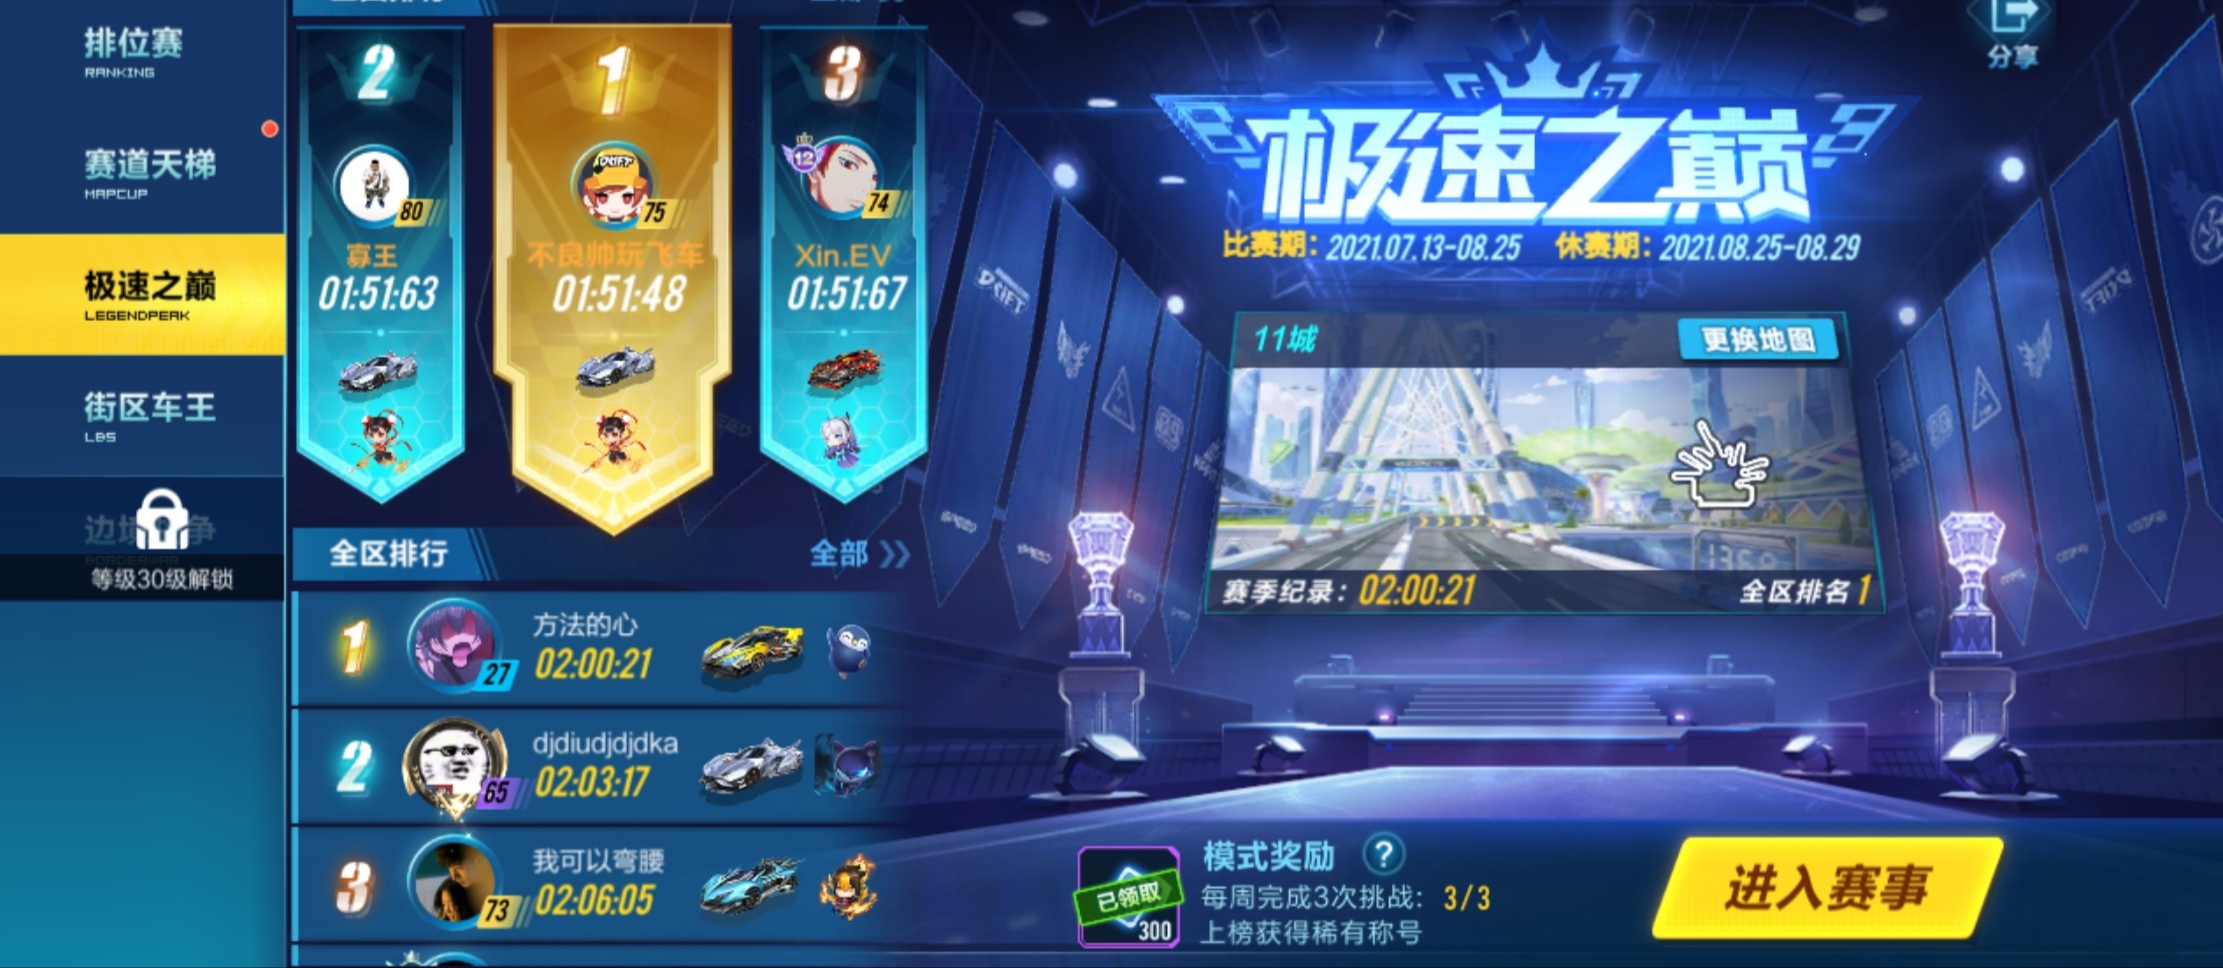 排位赛
RANKING
赛道天梯
MAPCUP
极速之巅
LEGENDPEAK
街区车王
LBS
等级30级解锁
2
80
寡王
01:51:63
1
DRIFT
75
不良帅玩飞车
01:51:48
3
12
74
Xin.EV
01:51:67
全区排行
全部
1
27
方法的心
02:00:21
2
65
djdiudjdjdka
02:03:17
3
73
我可以弯腰
02:06:05
分享
极速之巅
比赛期：2021.07.13-08.25 休赛期：2021.08.25-08.29
11城
更换地图
赛季纪录：02:00:21
全区排名1
已领取
300
模式奖励 ?
每周完成3次挑战：3/3
上榜获得稀有称号
进入赛事